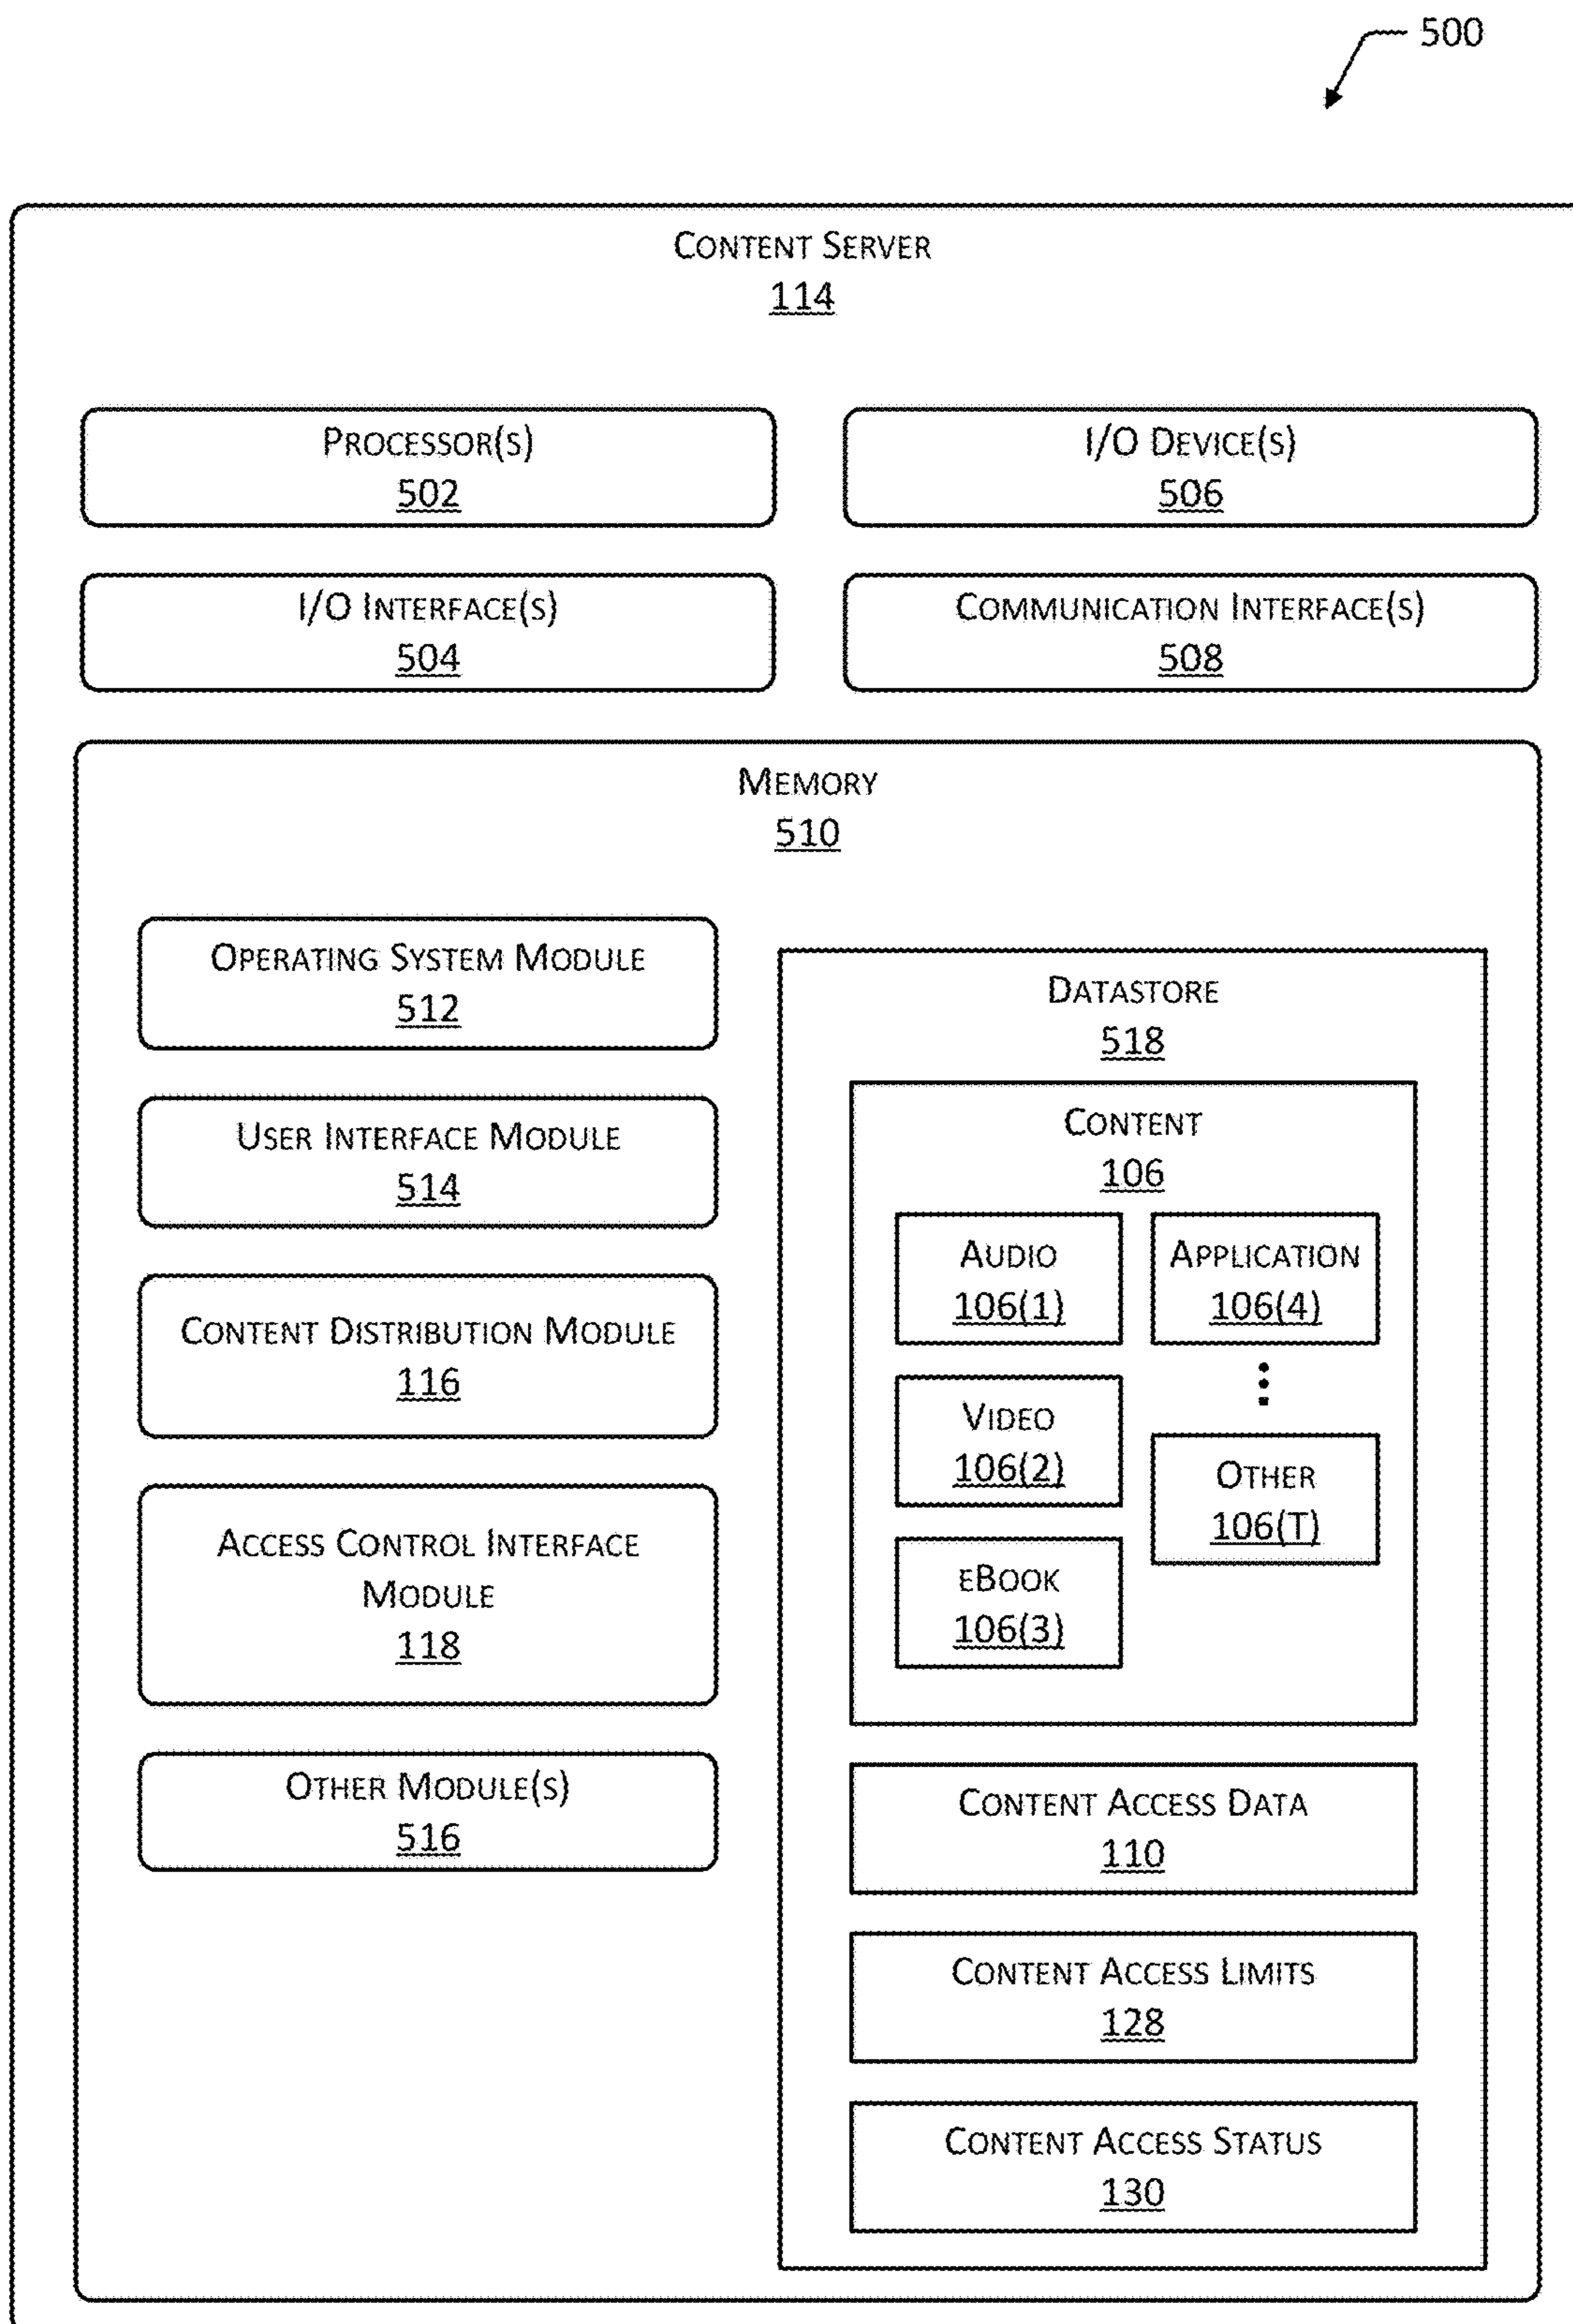 500
CONTENT SERVER
114
PROCESSOR(S)
502
I/O DEVICE(S)
506
I/O INTERFACE(S)
504
COMMUNICATION INTERFACE(S)
508
MEMORY
510
OPERATING SYSTEM MODULE
512
USER INTERFACE MODULE
514
CONTENT DISTRIBUTION MODULE
116
ACCESS CONTROL INTERFACE
MODULE
118
OTHER MODULE(S)
516
DATASTORE
518
CONTENT
106
AUDIO
106(1)
VIDEO
106(2)
EBOOK
106(3)
APPLICATION
106(4)
OTHER
106(T)
CONTENT ACCESS DATA
110
CONTENT ACCESS LIMITS
128
CONTENT ACCESS STATUS
130